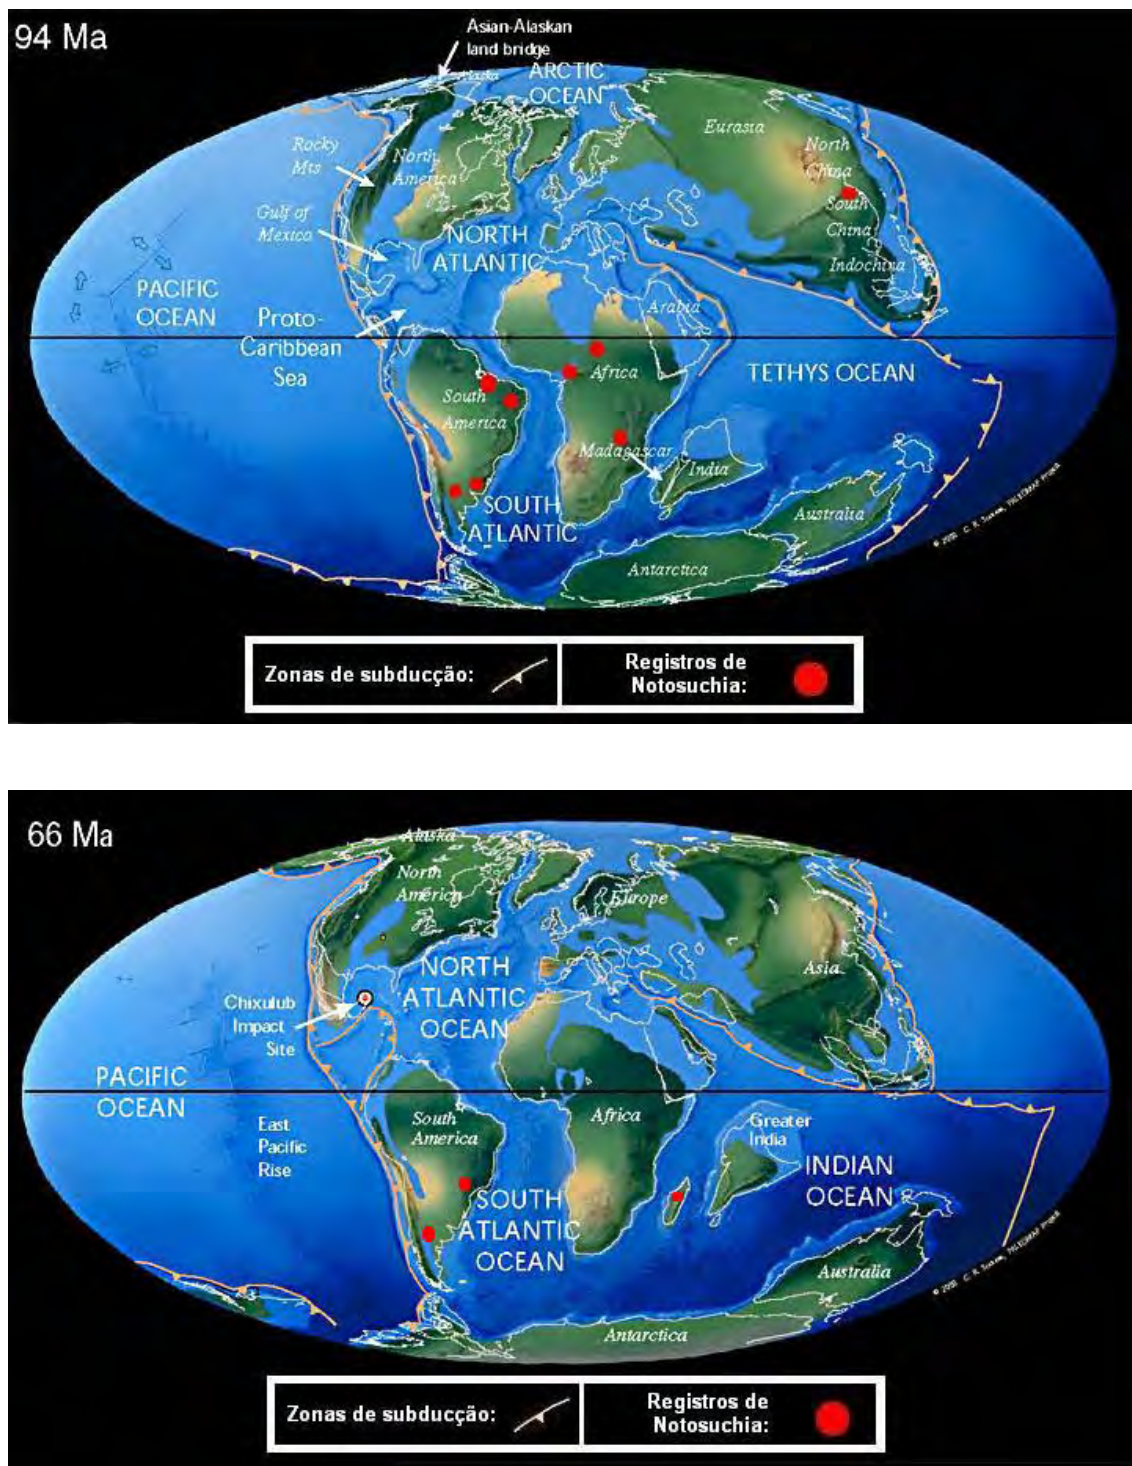 94 Ma
Asian-Alaskan
land bridge
Alaska
ARCTIC
OCEAN
Eurasia
Rocky
Mts
North
America
North
China
Gulf of
Mexico
NORTH
ATLANTIC
South
China
Indochina
PACIFIC
OCEAN
Proto-
Caribbean
Sea
Arabia
Africa
TETHYS OCEAN
South
America
Madagascar
India
SOUTH
ATLANTIC
Australia
Antarctica
Zonas de subducção:
Registros de
Notosuchia:
66 Ma
Alaska
North
América
Europe
Asia
NORTH
ATLANTIC
OCEAN
Chixulub
Impact
Site
PACIFIC
OCEAN
East
Pacific
Rise
South
America
Africa
Greater
India
INDIAN
OCEAN
SOUTH
ATLANTIC
OCEAN
Australia
Antarctica
Zonas de subducção:
Registros de
Notosuchia: